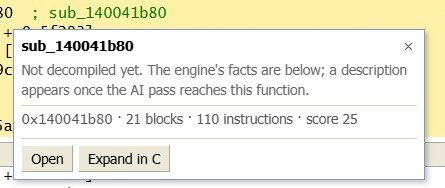 80 ; sub_140041b80
sub_140041b80 ×
Not decompiled yet. The engine's facts are below; a description
appears once the AI pass reaches this function.
0x140041b80 · 21 blocks · 110 instructions · score 25
Open Expand in C